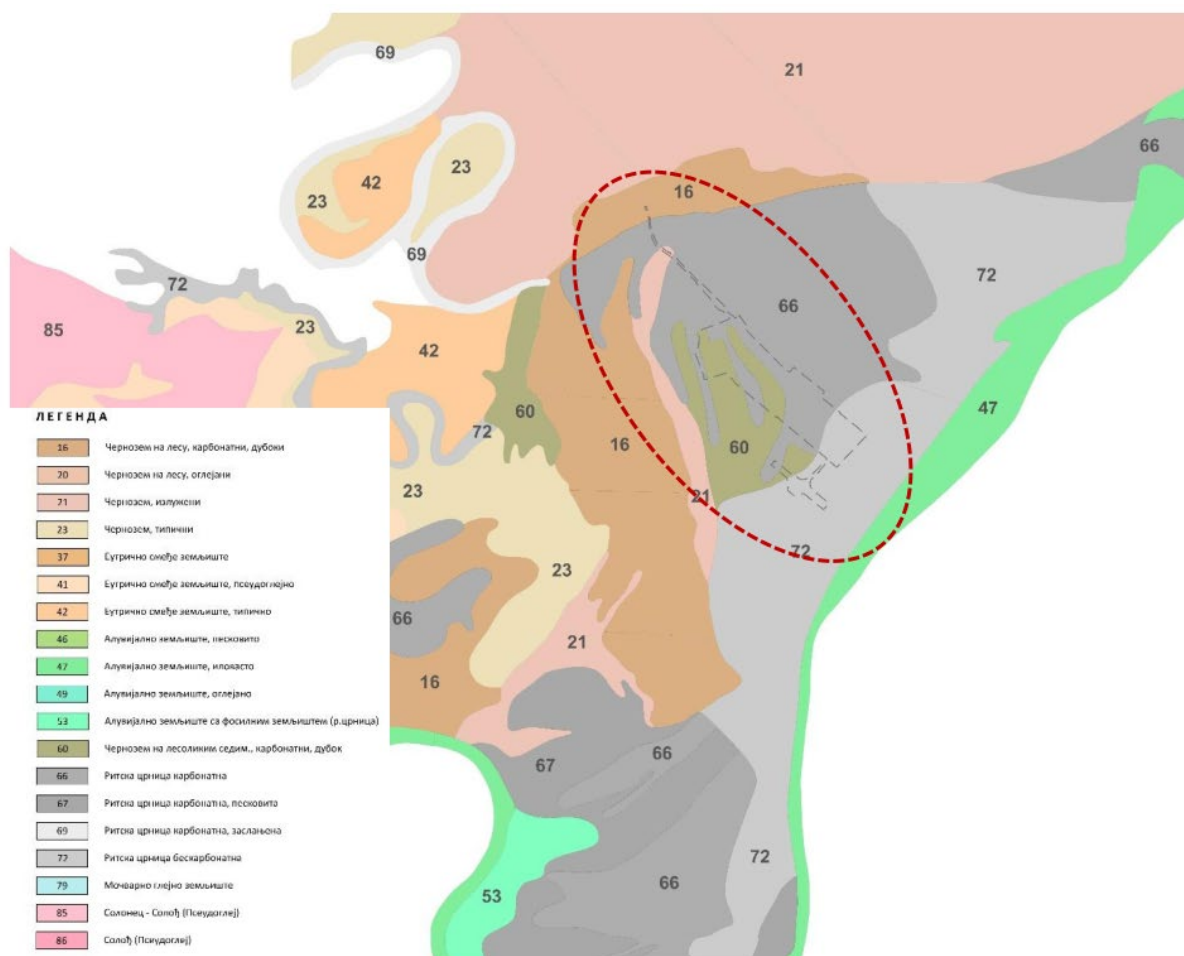 69
21
66
23
42
16
23
69
72
72
66
85
23
42
47
60
72
16
60
23
21
72
23
66
21
16
66
67
72
66
53
ЛЕГЕНДА
16 Чернозем на лесу, карбонатни, дубоки
20 Чернозем на лесу, оглејани
21 Чернозем, излужени
23 Чернозем, типични
37 Еутрично смеђе земљиште
41 Еутрично смеђе земљиште, псеудоглејно
42 Еутрично смеђе земљиште, типично
46 Алувијално земљиште, песковито
47 Алувијално земљиште, иловасто
49 Алувијално земљиште, оглејано
53 Алувијално земљиште са фосилним земљиштем (р.црница)
60 Чернозем на лесоликим седим., карбонатни, дубок
66 Ритска црница карбонатна
67 Ритска црница карбонатна, песковита
69 Ритска црница карбонатна, заслањена
72 Ритска црница бескарбонатна
79 Мочварно глејно земљиште
85 Солонец - Солођ (Псеудоглеј)
86 Солођ (Псеудоглеј)